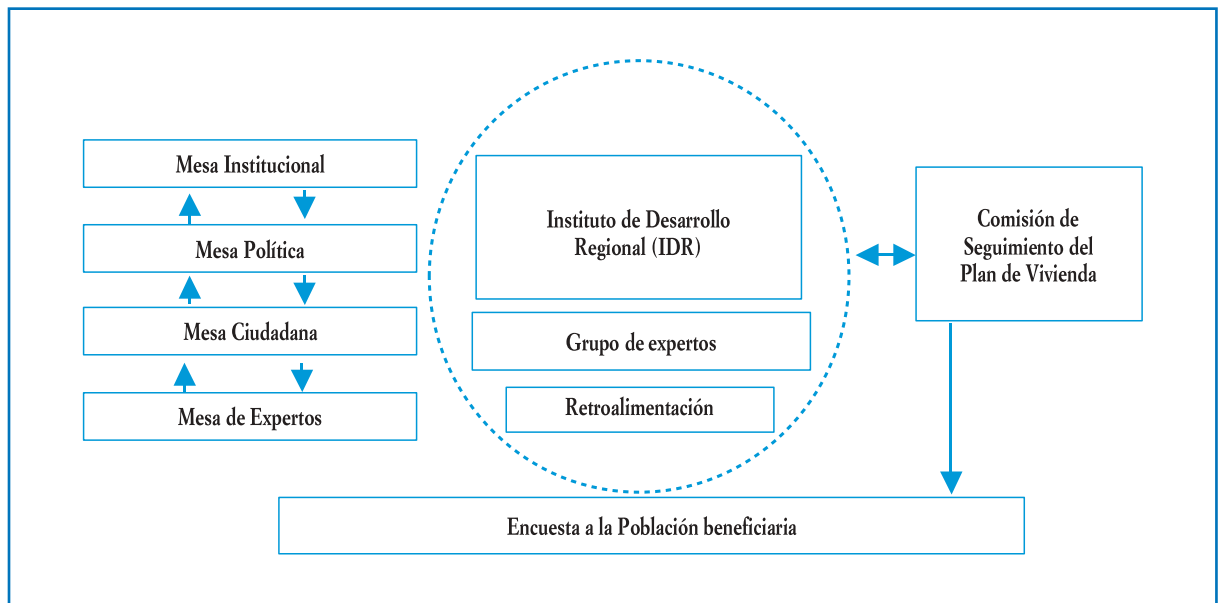 Mesa Institucional
Mesa Política
Mesa Ciudadana
Mesa de Expertos
Instituto de Desarrollo
Regional (IDR)
Grupo de expertos
Retroalimentación
Comisión de
Seguimiento del
Plan de Vivienda
Encuesta a la Población beneficiaria